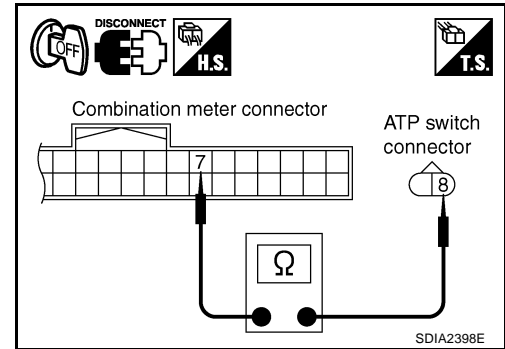 OFF
DISCONNECT
H.S.
T.S.
Combination meter connector
ATP switch
connector
7
8
Ω
SDIA2398E